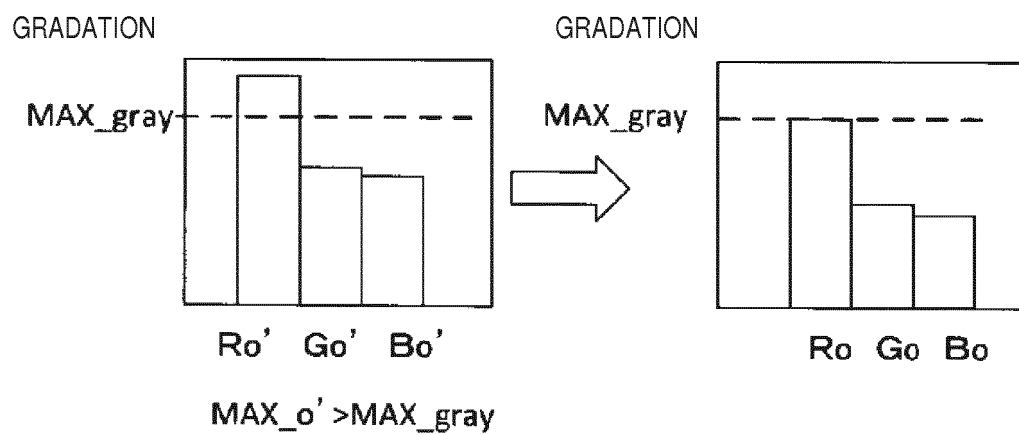 GRADATION
GRADATION
MAX_gray
MAX_gray
Ro' Go' Bo'
Ro Go Bo
MAX_o' >MAX_gray